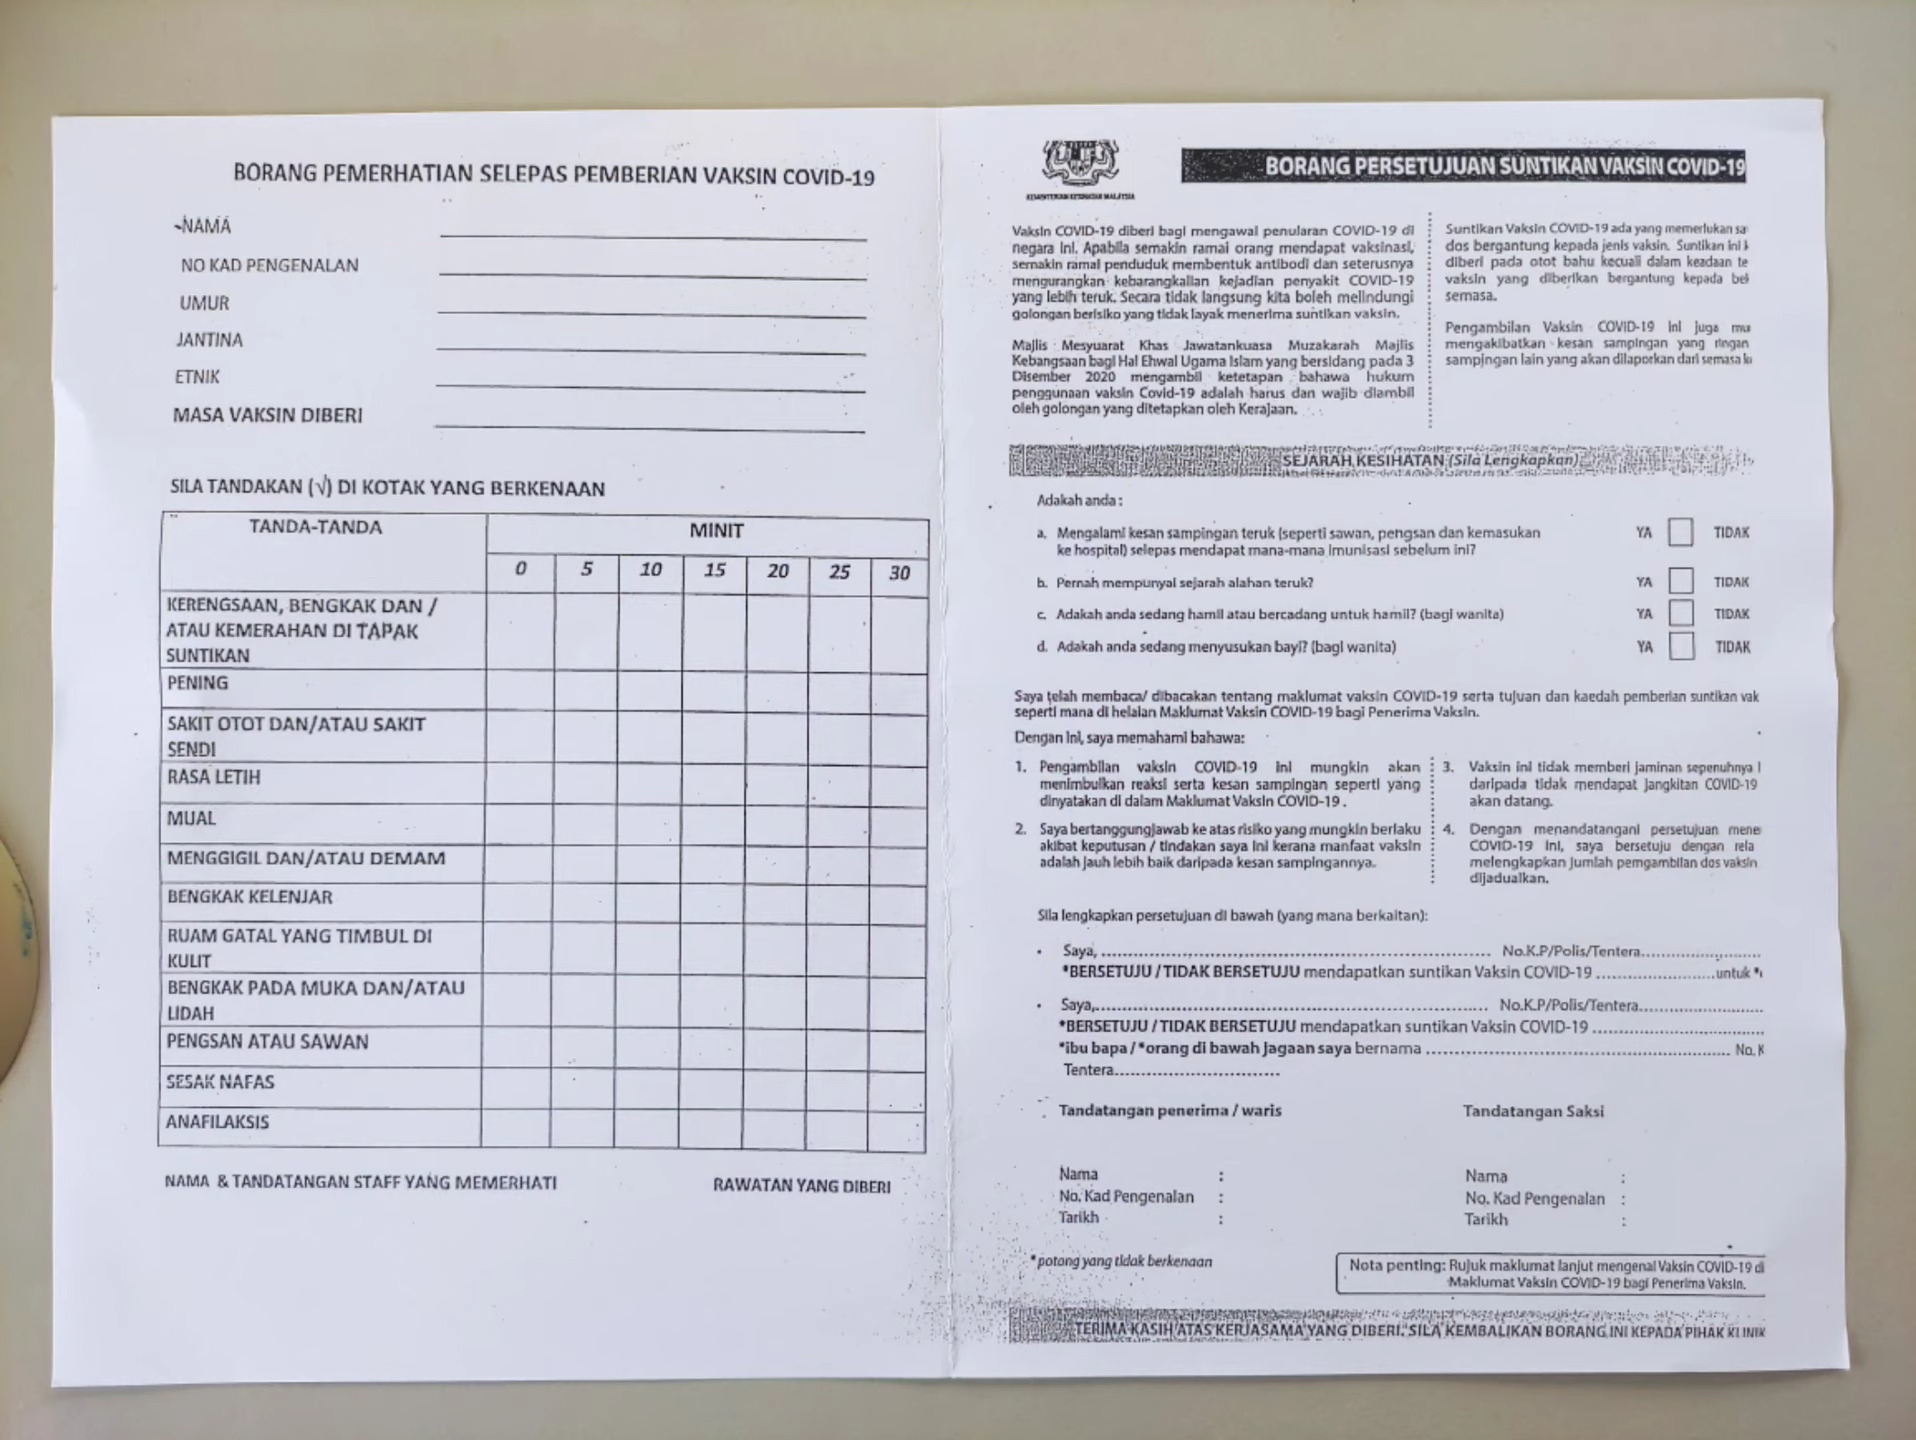 BORANG PEMERHATIAN SELEPAS PEMBERIAN VAKSIN COVID-19
NAMA
NO KAD PENGENALAN
UMUR
JANTINA
ETNIK
MASA VAKSIN DIBERI
SILA TANDAKAN (√) DI KOTAK YANG BERKENAAN
TANDA-TANDA
MINIT
0 5 10 15 20 25 30
KERENGSAAN, BENGKAK DAN /
ATAU KEMERAHAN DI TAPAK
SUNTIKAN
PENING
SAKIT OTOT DAN/ATAU SAKIT
SENDI
RASA LETIH
MUAL
MENGGIGIL DAN/ATAU DEMAM
BENGKAK KELENJAR
RUAM GATAL YANG TIMBUL DI
KULIT
BENGKAK PADA MUKA DAN/ATAU
LIDAH
PENGSAN ATAU SAWAN
SESAK NAFAS
ANAFILAKSIS
NAMA & TANDATANGAN STAFF YANG MEMERHATI
RAWATAN YANG DIBERI
KEMENTERIAN KESIHATAN MALAYSIA
BORANG PERSETUJUAN SUNTIKAN VAKSIN COVID-19
Vaksin COVID-19 diberi bagi mengawal penularan COVID-19 di
negara ini. Apabila semakin ramai orang mendapat vaksinasi,
semakin ramai penduduk membentuk antibodi dan seterusnya
mengurangkan kebarangkalian kejadian penyakit COVID-19
yang lebih teruk. Secara tidak langsung kita boleh melindungi
golongan berisiko yang tidak layak menerima suntikan vaksin.
Majlis Mesyuarat Khas Jawatankuasa Muzakarah Majlis
Kebangsaan bagi Hal Ehwal Ugama Islam yang bersidang pada 3
Disember 2020 mengambil ketetapan bahawa hukum
penggunaan vaksin Covid-19 adalah harus dan wajib diambil
oleh golongan yang ditetapkan oleh Kerajaan.
Suntikan Vaksin COVID-19 ada yang memerlukan sa
dos bergantung kepada jenis vaksin. Suntikan ini
diberi pada otot bahu kecuali dalam keadaan te
vaksin yang diberikan bergantung kepada
semasa.
Pengambilan Vaksin COVID-19 ini juga mu
mengakibatkan kesan sampingan yang ringan
sampingan lain yang akan dilaporkan dari semasa
SEJARAH KESIHATAN (Sila Lengkapkan)
Adakah anda :
a. Mengalami kesan sampingan teruk (seperti sawan, pengsan dan kemasukan YA TIDAK
ke hospital) selepas mendapat mana-mana imunisasi sebelum ini?
b. Pernah mempunyai sejarah alahan teruk? YA TIDAK
c. Adakah anda sedang hamil atau bercadang untuk hamil? (bagi wanita) YA TIDAK
d. Adakah anda sedang menyusukan bayi? (bagi wanita) YA TIDAK
Saya telah membaca/ dibacakan tentang maklumat vaksin COVID-19 serta tujuan dan kaedah pemberian suntikan vak
seperti mana di helaian Maklumat Vaksin COVID-19 bagi Penerima Vaksin.
Dengan ini, saya memahami bahawa:
1. Pengambilan vaksin COVID-19 ini mungkin akan
menimbulkan reaksi serta kesan sampingan seperti yang
dinyatakan di dalam Maklumat Vaksin COVID-19 .
2. Saya bertanggungjawab ke atas risiko yang mungkin berlaku
akibat keputusan / tindakan saya ini kerana manfaat vaksin
adalah jauh lebih baik daripada kesan sampingannya.
3. Vaksin ini tidak memberi jaminan sepenuhnya
daripada tidak mendapat jangkitan COVID-19
akan datang.
4. Dengan menandatangani persetujuan mene
COVID-19 ini, saya bersetuju dengan rela
melengkapkan jumlah pemgambilan dos vaksin
dijadualkan.
Sila lengkapkan persetujuan di bawah (yang mana berkaitan):
• Saya, ........................ No.K.P/Polis/Tentera........................
*BERSETUJU / TIDAK BERSETUJU mendapatkan suntikan Vaksin COVID-19 ........................untuk *
• Saya,........................ No.K.P/Polis/Tentera........................
*BERSETUJU / TIDAK BERSETUJU mendapatkan suntikan Vaksin COVID-19 ........................
*ibu bapa / *orang di bawah jagaan saya bernama ........................ No. K
Tentera........................
Tandatangan penerima / waris
Tandatangan Saksi
Nama :
No. Kad Pengenalan :
Tarikh :
Nama :
No. Kad Pengenalan :
Tarikh :
*potong yang tidak berkenaan
Nota penting: Rujuk maklumat lanjut mengenai Vaksin COVID-19 di
Maklumat Vaksin COVID-19 bagi Penerima Vaksin.
TERIMA KASIH ATAS KERJASAMA YANG DIBERI. SILA KEMBALIKAN BORANG INI KEPADA PIHAK KLINIK